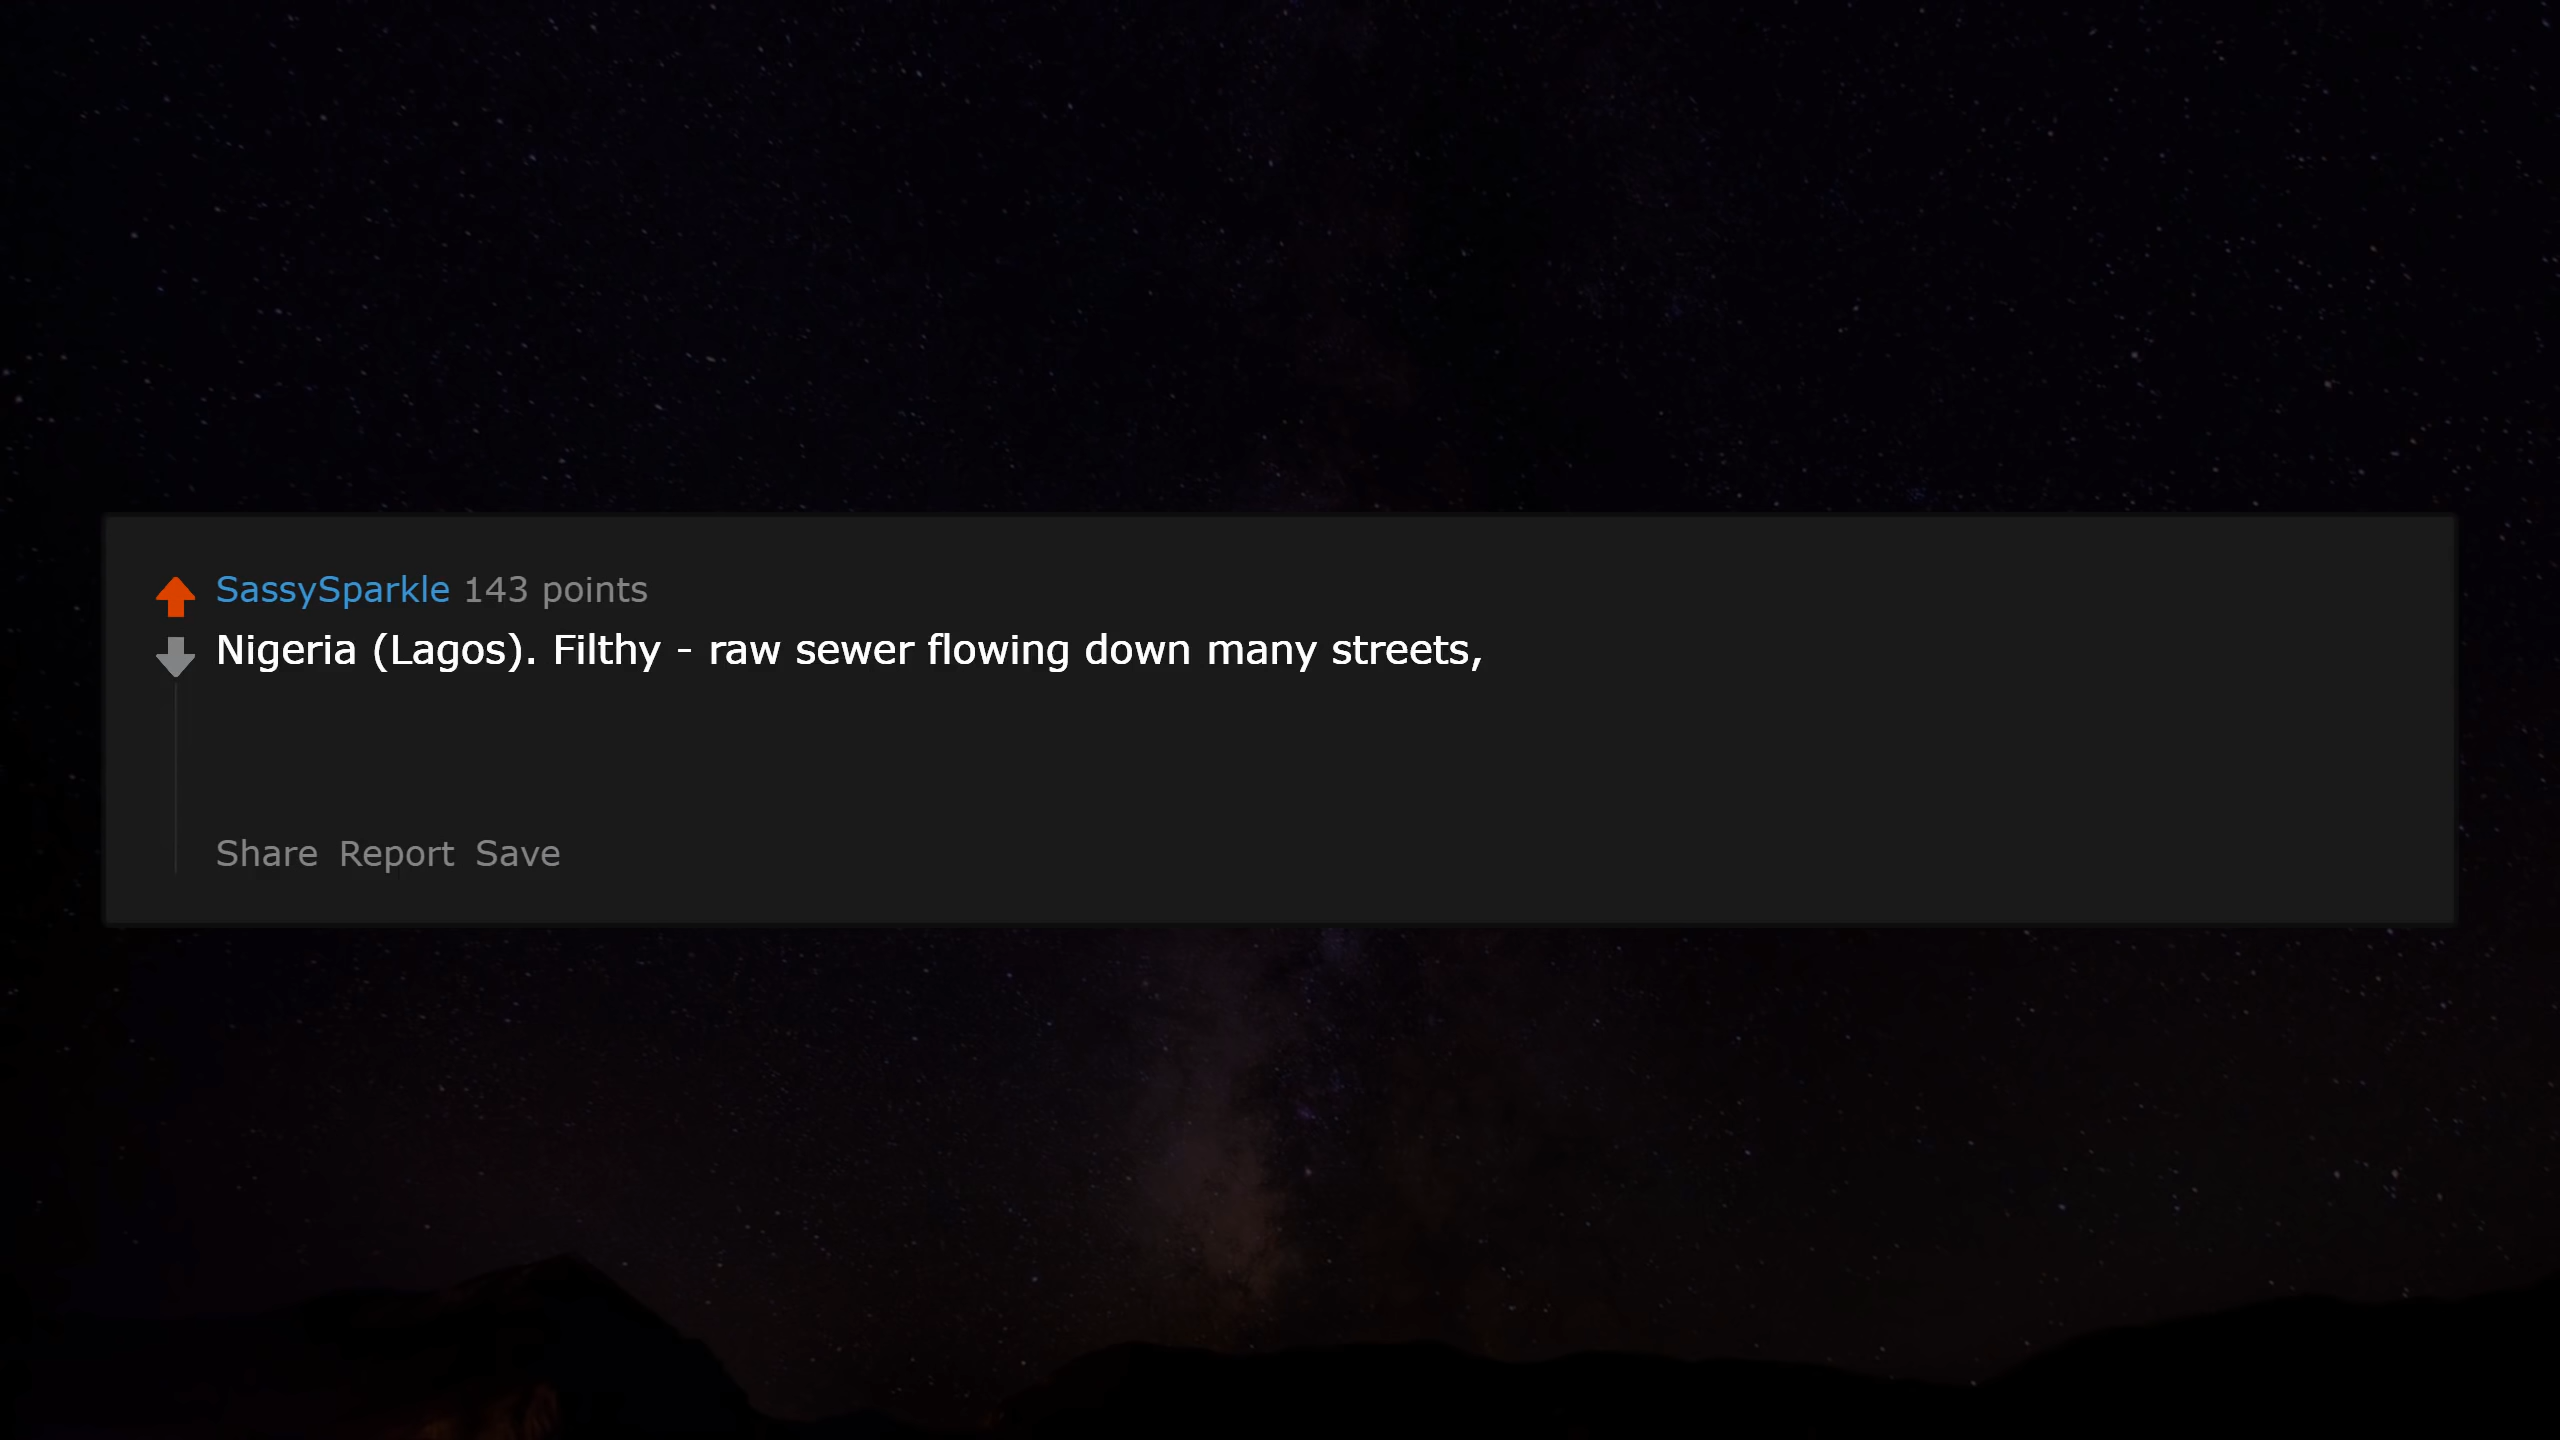 SassySparkle 143 points
Nigeria (Lagos). Filthy - raw sewer flowing down many streets,
Share Report Save